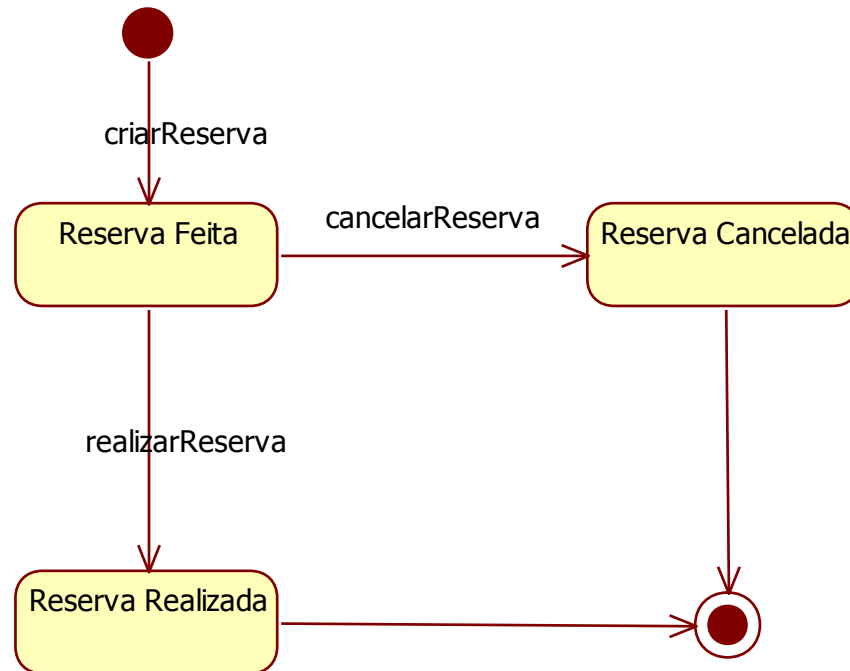 criarReserva
Reserva Feita
cancelarReserva
Reserva Cancelada
realizarReserva
Reserva Realizada